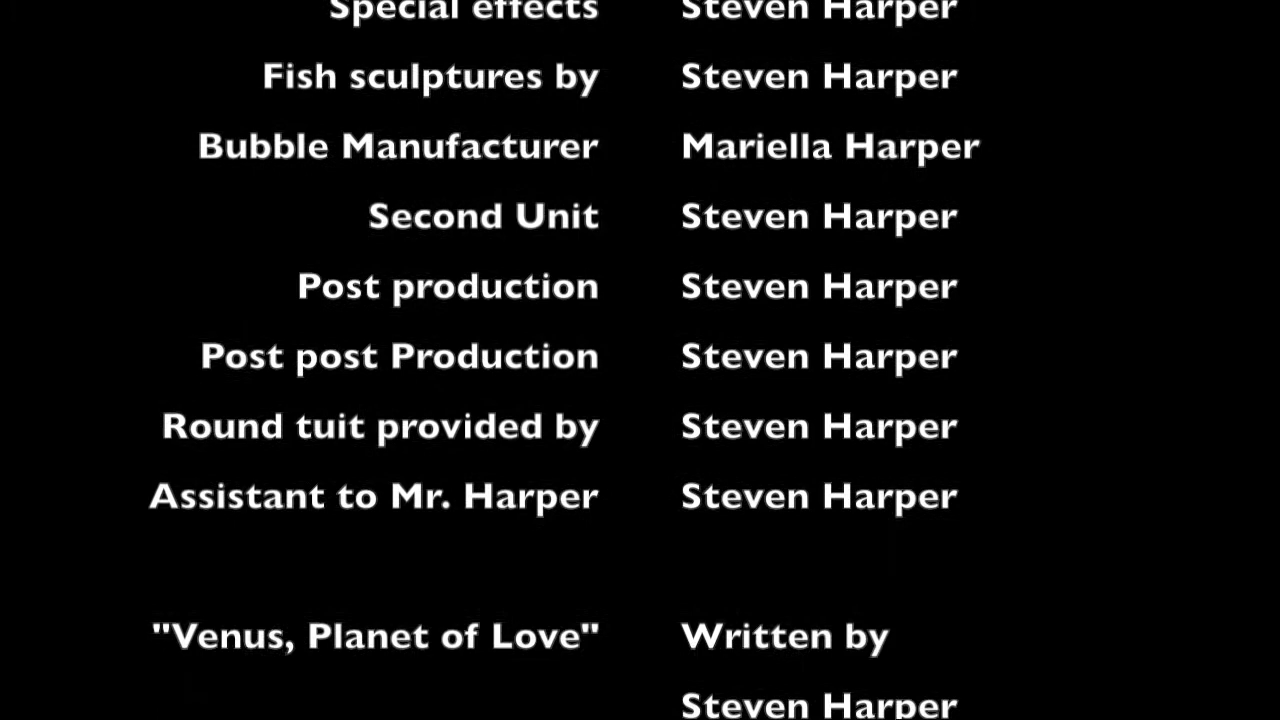 Special effects Steven Harper
Fish sculptures by Steven Harper
Bubble Manufacturer Mariella Harper
Second Unit Steven Harper
Post production Steven Harper
Post post Production Steven Harper
Round tuit provided by Steven Harper
Assistant to Mr. Harper Steven Harper
"Venus, Planet of Love" Written by
Steven Harper